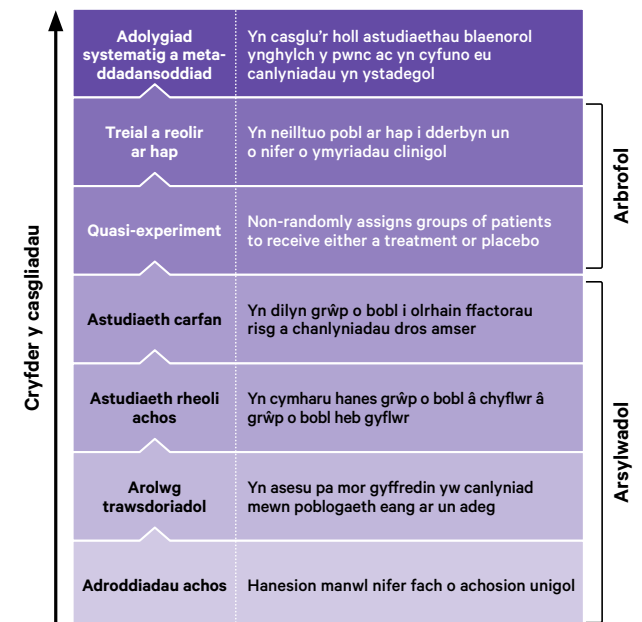 Adolygiad
systematig a meta-
ddadansoddiad
Yn casglu'r holl astudiaethau blaenorol
ynghylch y pwnc ac yn cyfuno eu
canlyniadau yn ystadegol
Treial a reolir
ar hap
Yn neilltuo pobl ar hap i dderbyn un
o nifer o ymyriadau clinigol
Quasi-experiment
Non-randomly assigns groups of patients
to receive either a treatment or placebo
Astudiaeth carfan
Yn dilyn grŵp o bobl i olrhain ffactorau
risg a chanlyniadau dros amser
Astudiaeth rheoli
achos
Yn cymharu hanes grŵp o bobl â chyflwr â
grŵp o bobl heb gyflwr
Arolwg
trawsdoriadol
Yn asesu pa mor gyffredin yw canlyniad
mewn poblogaeth eang ar un adeg
Adroddiadau achos
Hanesion manwl nifer fach o achosion unigol
Cryfder y casgliadau
Arbrofol
Arsylwadol